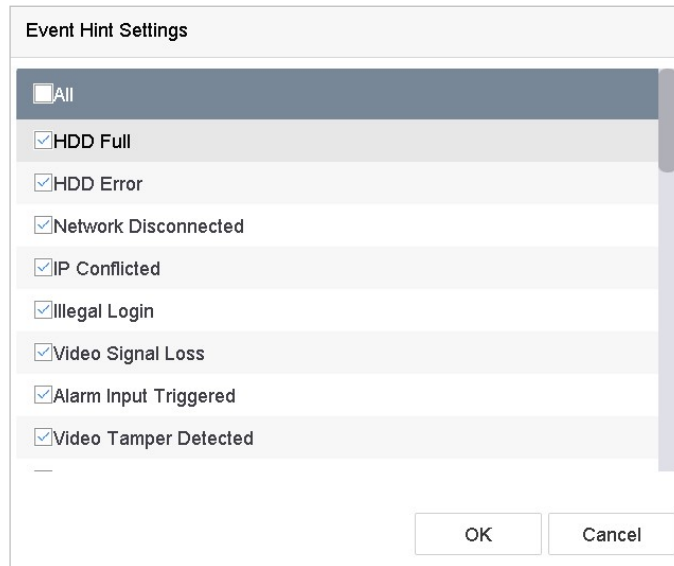 Event Hint Settings
All
HDD Full
HDD Error
Network Disconnected
IP Conflicted
Illegal Login
Video Signal Loss
Alarm Input Triggered
Video Tamper Detected
OK Cancel